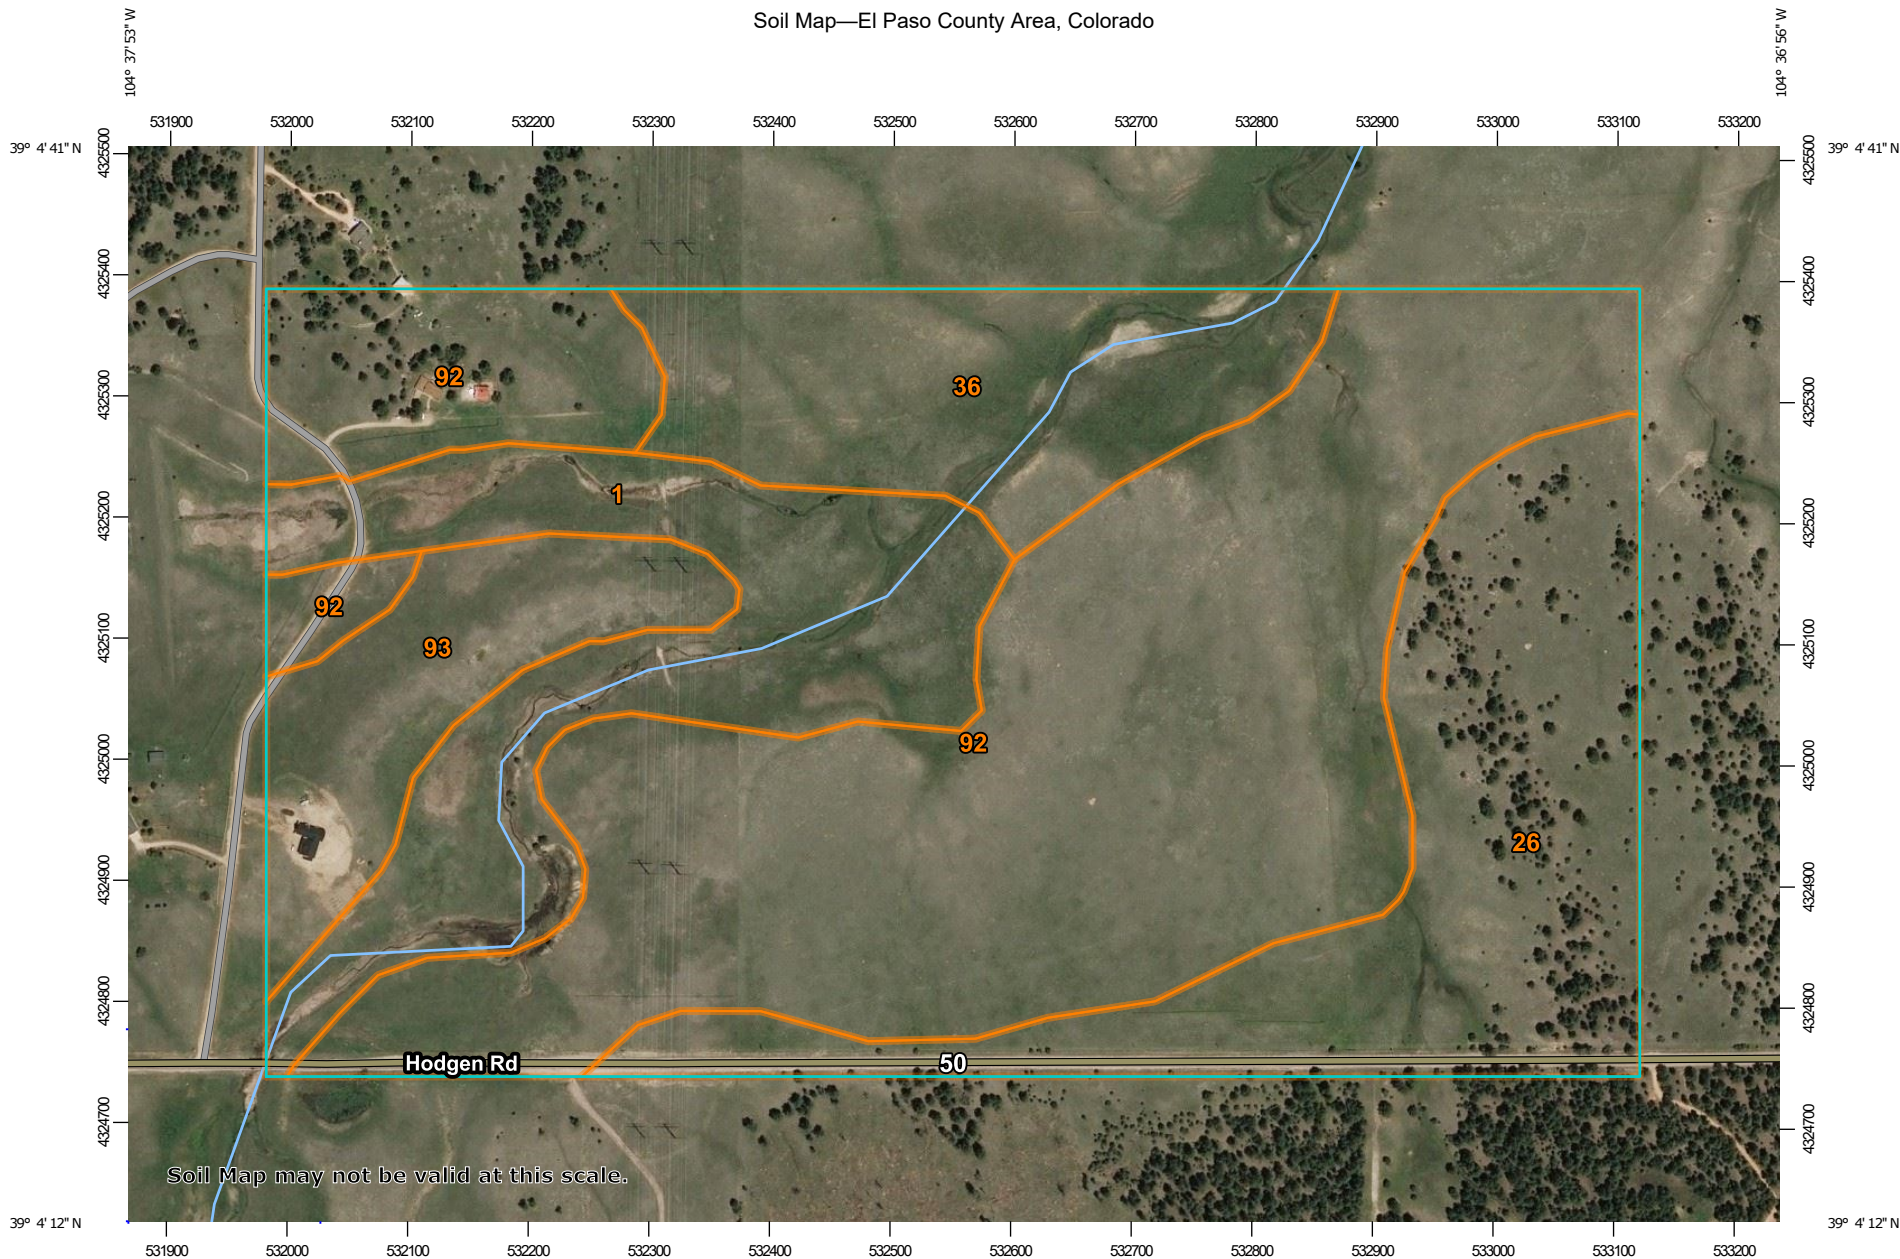 Soil Map—El Paso County Area, Colorado
104° 37' 53'' W
104° 36' 56'' W
531900 532000 532100 532200 532300 532400 532500 532600 532700 532800 532900 533000 533100 533200
39° 4' 41'' N
39° 4' 41'' N
4325500 4325400 4325300 4325200 4325100 4325000 4324900 4324800 4324700
4325500 4325400 4325300 4325200 4325100 4325000 4324900 4324800 4324700
92
36
1
92
93
92
26
Hodgen Rd
50
Soil Map may not be valid at this scale.
39° 4' 12'' N
39° 4' 12'' N
531900 532000 532100 532200 532300 532400 532500 532600 532700 532800 532900 533000 533100 533200